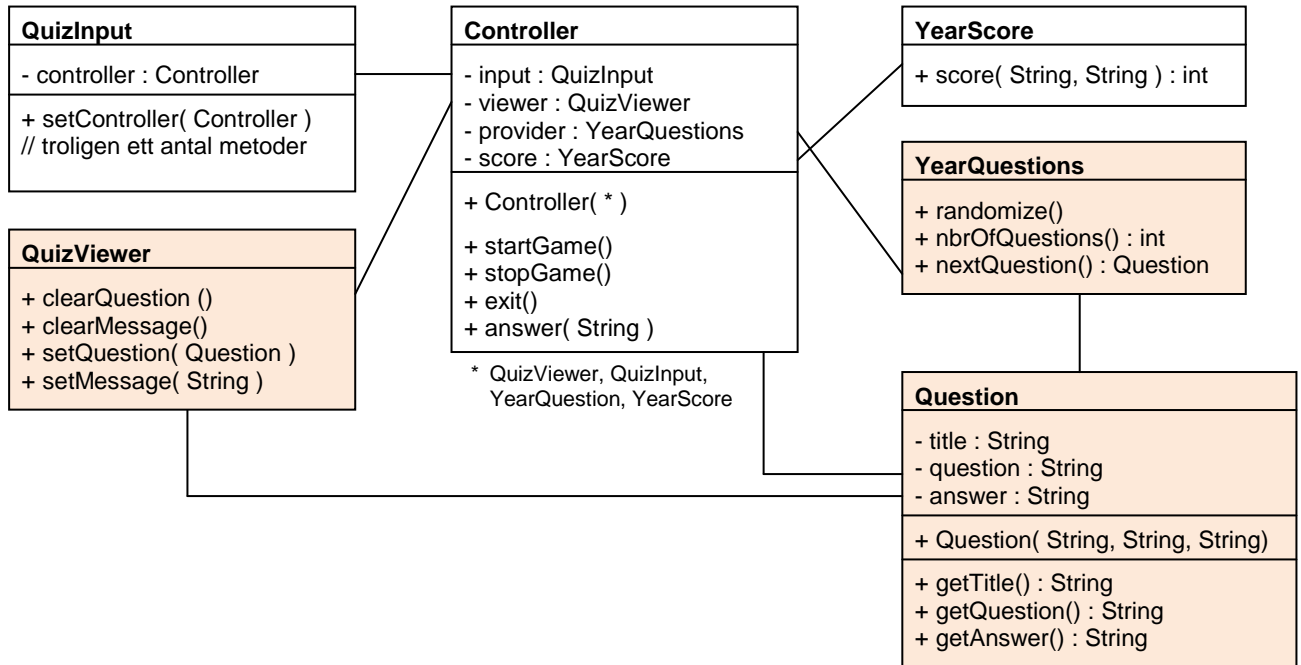 QuizInput
- controller : Controller
+ setController( Controller )
// troligen ett antal metoder
QuizViewer
+ clearQuestion ()
+ clearMessage()
+ setQuestion( Question )
+ setMessage( String )
Controller
- input : QuizInput
- viewer : QuizViewer
- provider : YearQuestions
- score : YearScore
+ Controller( * )
+ startGame()
+ stopGame()
+ exit()
+ answer( String )
* QuizViewer, QuizInput,
YearQuestion, YearScore
YearScore
+ score( String, String ) : int
YearQuestions
+ randomize()
+ nbrOfQuestions() : int
+ nextQuestion() : Question
Question
- title : String
- question : String
- answer : String
+ Question( String, String, String)
+ getTitle() : String
+ getQuestion() : String
+ getAnswer() : String